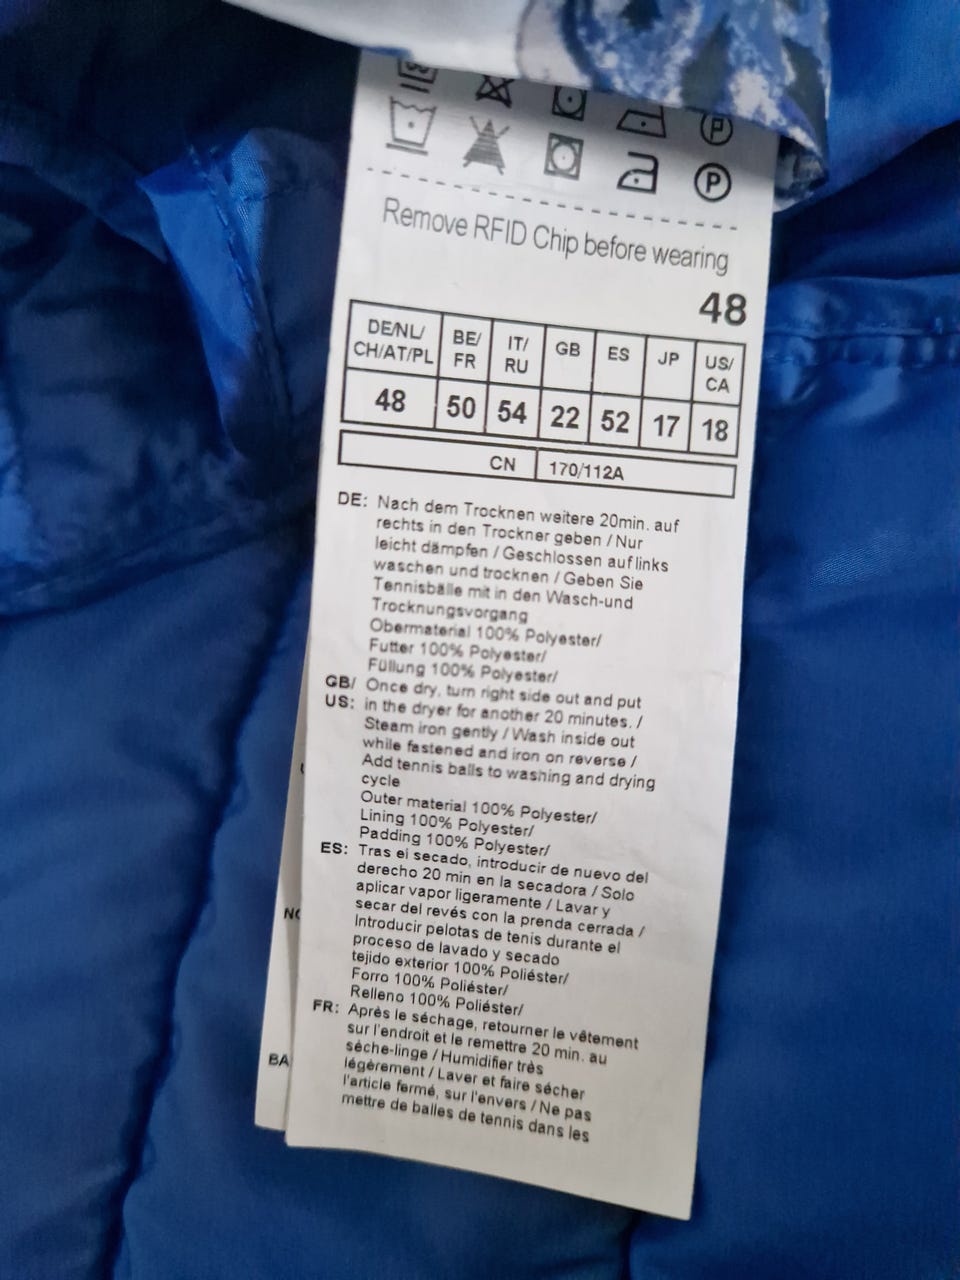 P
P
Remove RFID Chip before wearing
48
DE/NL/ CH/AT/PL BE/ FR IT/ RU GB ES JP US/ CA
48 50 54 22 52 17 18
CN 170/112A
DE: Nach dem Trocknen weitere 20min. auf
rechts in den Trockner geben / Nur
leicht dämpfen / Geschlossen auf links
waschen und trocknen / Geben Sie
Tennisbälle mit in den Wasch-und
Trocknungsvorgang
Obermaterial 100% Polyester/
Futter 100% Polyester/
Füllung 100% Polyester/
GB/ Once dry, turn right side out and put
US: in the dryer for another 20 minutes. /
Steam iron gently / Wash inside out
while fastened and iron on reverse /
Add tennis balls to washing and drying
cycle
Outer material 100% Polyester/
Lining 100% Polyester/
Padding 100% Polyester/
ES: Tras el secado, introducir de nuevo del
derecho 20 min en la secadora / Solo
aplicar vapor ligeramente / Lavar y
secar del revés con la prenda cerrada /
Introducir pelotas de tenis durante el
proceso de lavado y secado
tejido exterior 100% Poliéster/
Forro 100% Poliéster/
Relleno 100% Poliéster/
FR: Après le séchage, retourner le vêtement
sur l'endroit et le remettre 20 min. au
sèche-linge / Humidifier très
légèrement / Laver et faire sécher
l'article fermé, sur l'envers / Ne pas
mettre de balles de tennis dans les
BA